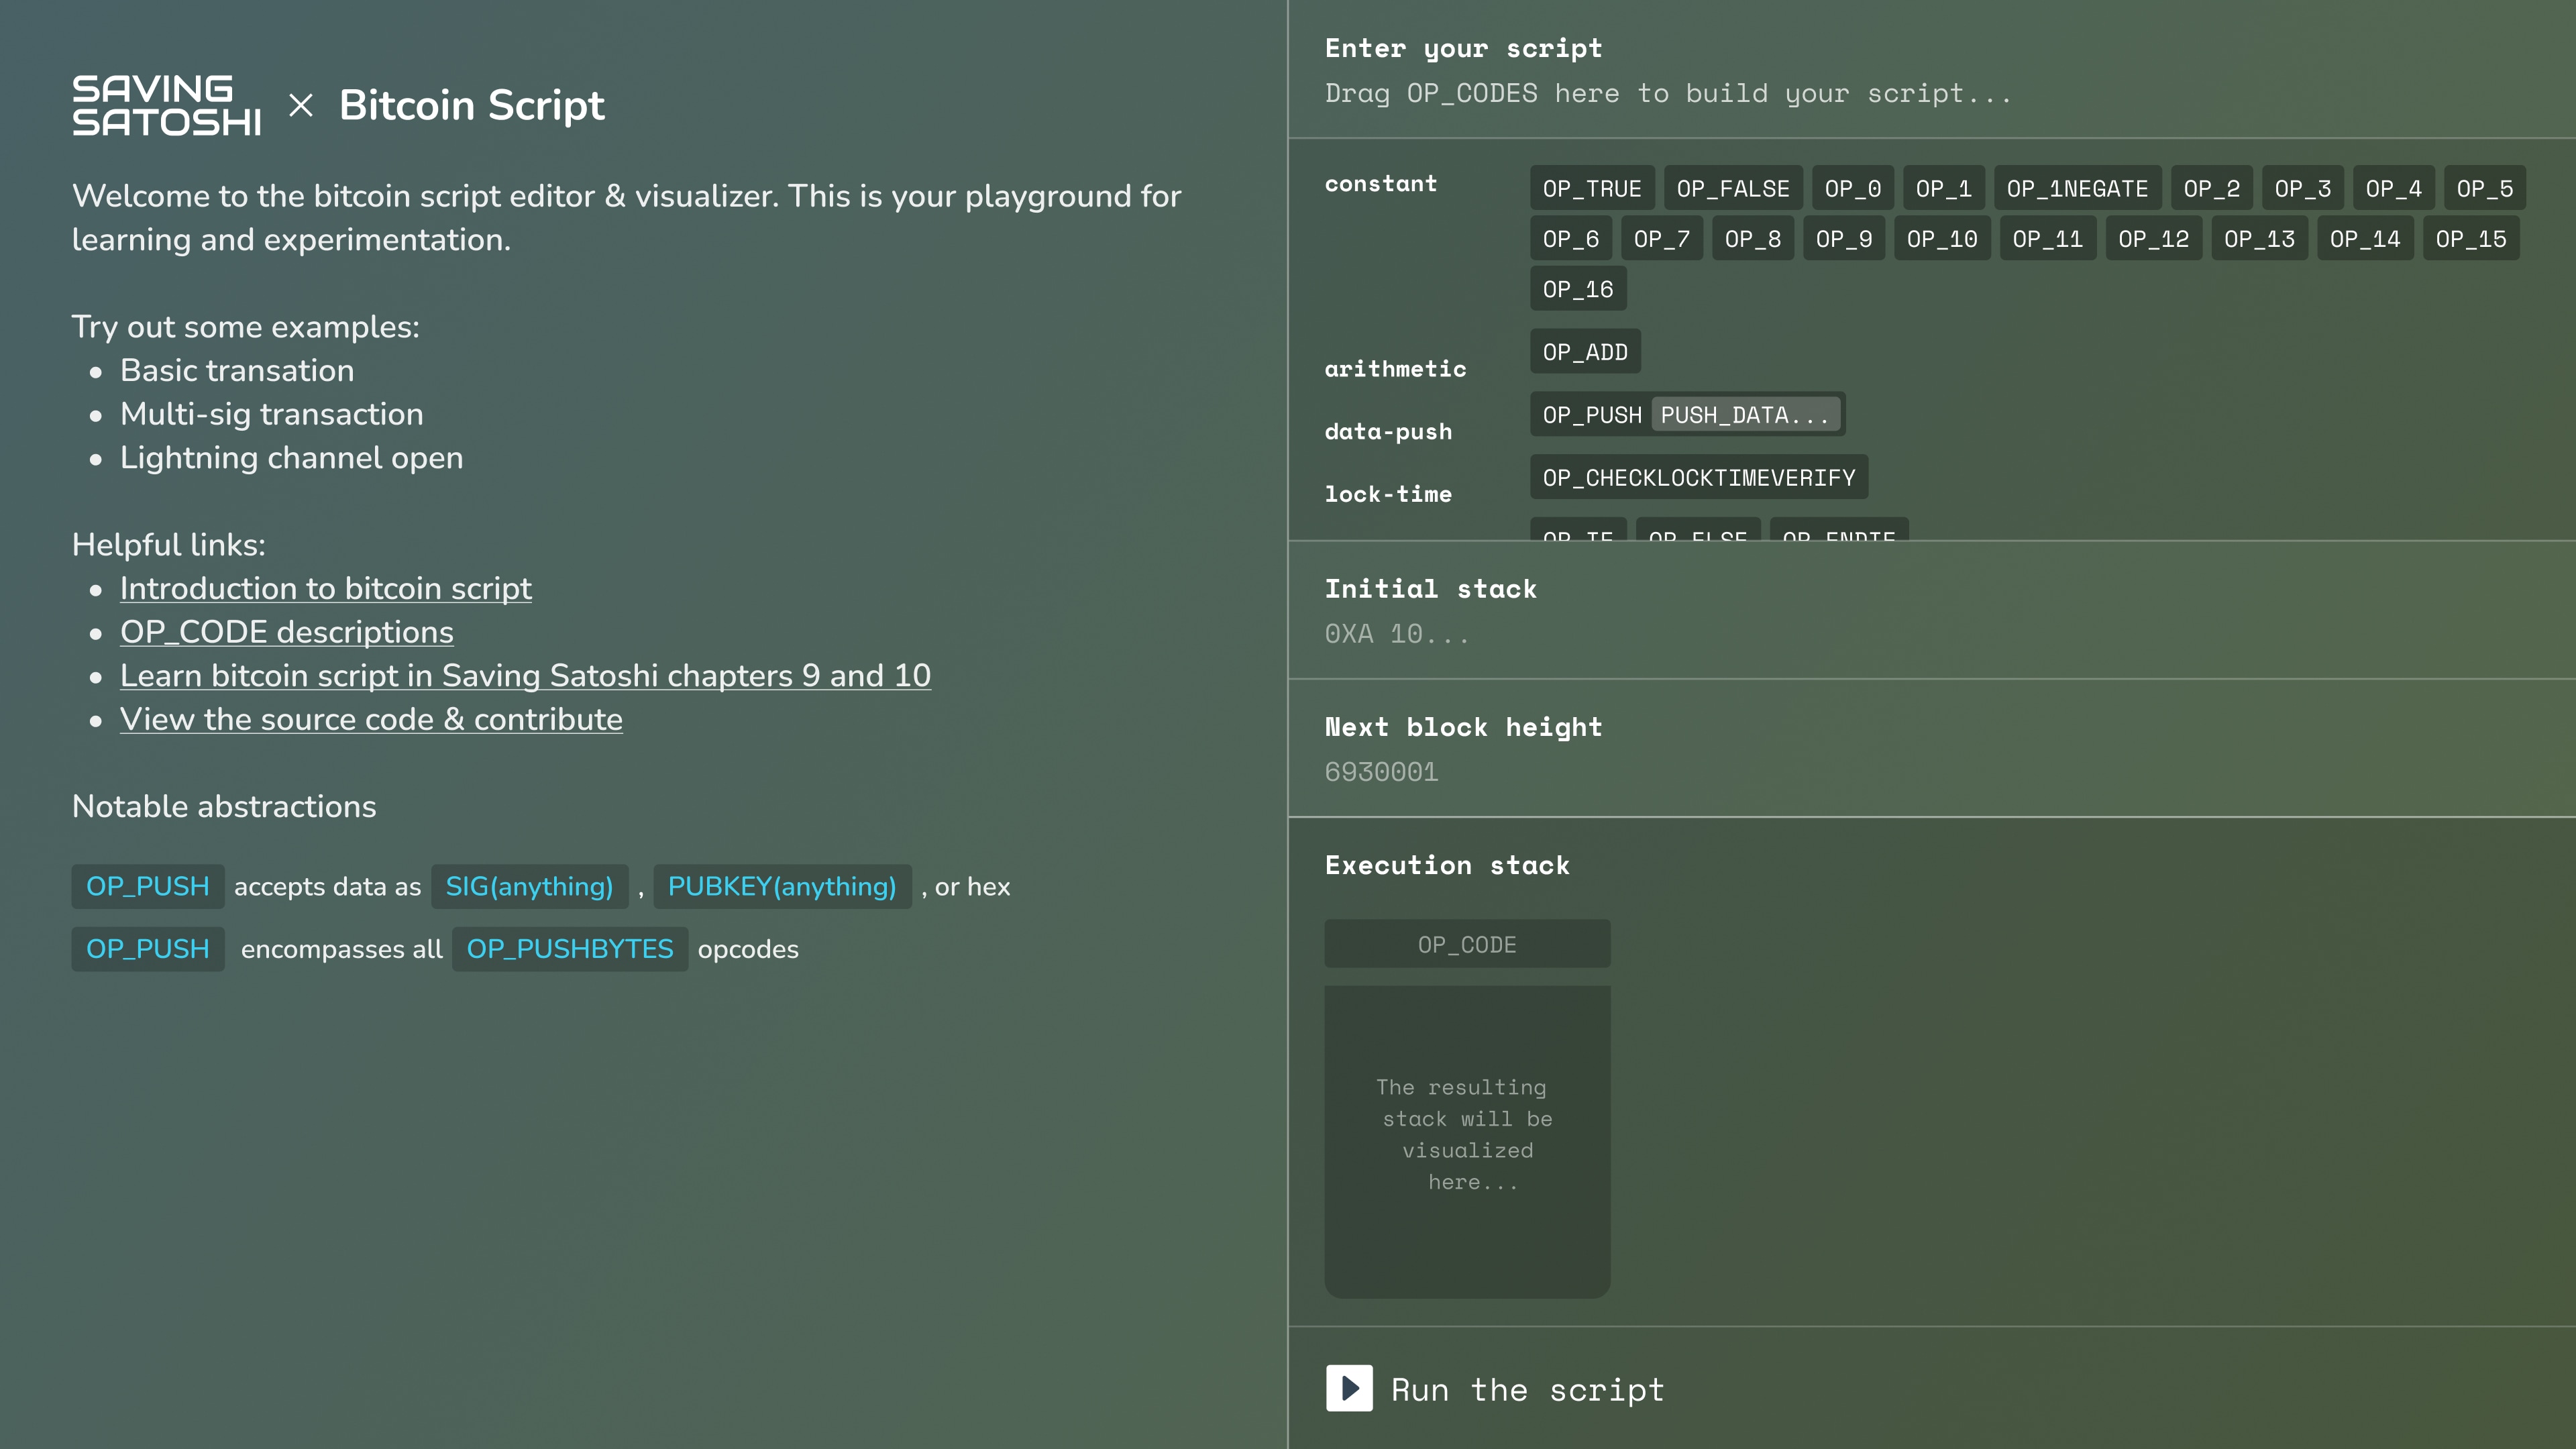 SAVING
SATOSHI
× Bitcoin Script
Welcome to the bitcoin script editor & visualizer. This is your playground for
learning and experimentation.
Try out some examples:
• Basic transation
• Multi-sig transaction
• Lightning channel open
Helpful links:
• Introduction to bitcoin script
• OP_CODE descriptions
• Learn bitcoin script in Saving Satoshi chapters 9 and 10
• View the source code & contribute
Notable abstractions
OP_PUSH accepts data as SIG(anything) , PUBKEY(anything) , or hex
OP_PUSH encompasses all OP_PUSHBYTES opcodes
Enter your script
Drag OP_CODES here to build your script...
constant OP_TRUE OP_FALSE OP_0 OP_1 OP_1NEGATE OP_2 OP_3 OP_4 OP_5
OP_6 OP_7 OP_8 OP_9 OP_10 OP_11 OP_12 OP_13 OP_14 OP_15
OP_16
arithmetic OP_ADD
data-push OP_PUSH PUSH_DATA...
lock-time OP_CHECKLOCKTIMEVERIFY
OP_IF OP_ELSE OP_ENDIF
Initial stack
0XA 10...
Next block height
6930001
Execution stack
OP_CODE
The resulting
stack will be
visualized
here...
Run the script